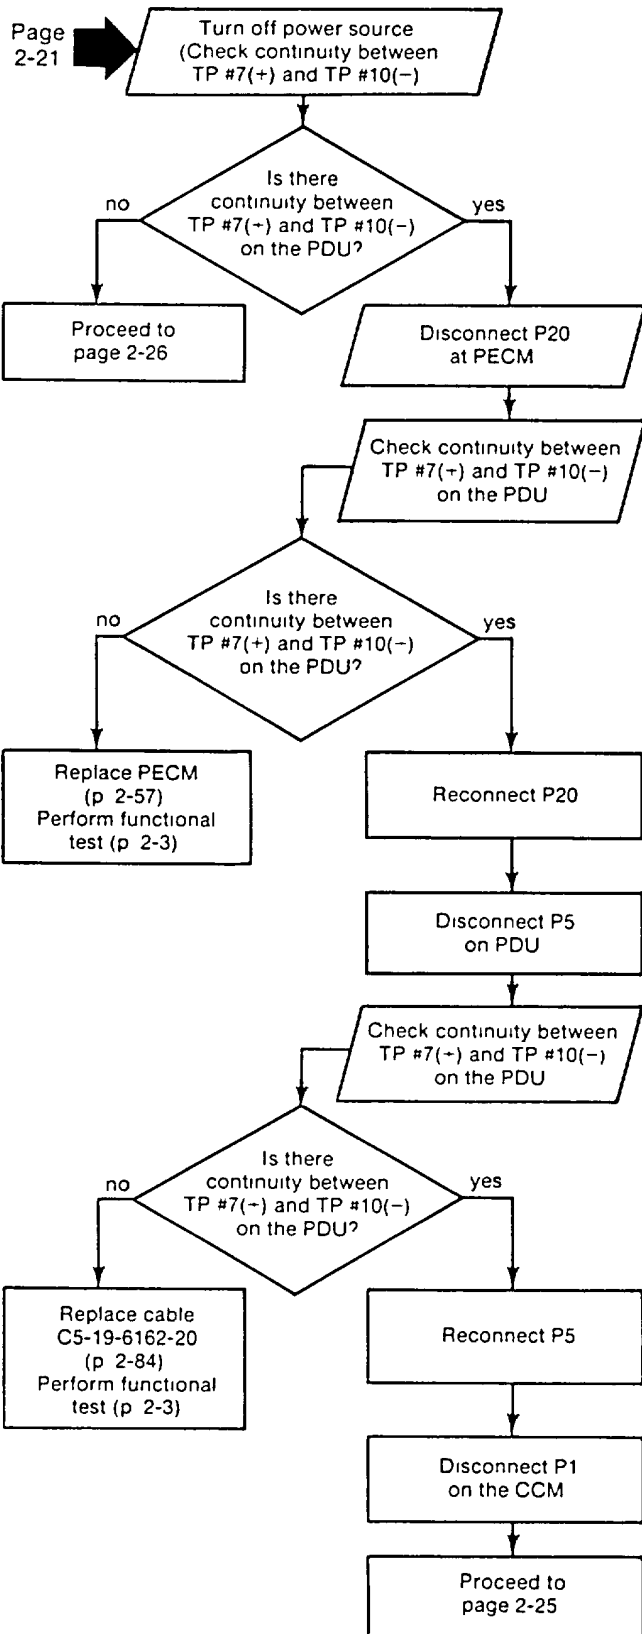 Page
2-21
Turn off power source
(Check continuity between
TP #7(+) and TP #10(−)
Is there
continuity between
TP #7(+) and TP #10(−)
on the PDU?
no
yes
Proceed to
page 2-26
Disconnect P20
at PECM
Check continuity between
TP #7(+) and TP #10(−)
on the PDU
Is there
continuity between
TP #7(+) and TP #10(−)
on the PDU?
no
yes
Replace PECM
(p 2-57)
Perform functional
test (p 2-3)
Reconnect P20
Disconnect P5
on PDU
Check continuity between
TP #7(+) and TP #10(−)
on the PDU
Is there
continuity between
TP #7(+) and TP #10(−)
on the PDU?
no
yes
Replace cable
C5-19-6162-20
(p 2-84)
Perform functional
test (p 2-3)
Reconnect P5
Disconnect P1
on the CCM
Proceed to
page 2-25